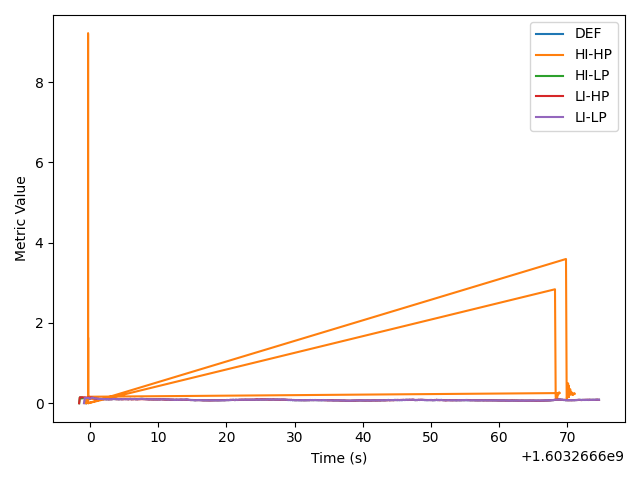 DEF
HI-HP
HI-LP
LI-HP
LI-LP
Metric Value
8
6
4
2
0
0 10 20 30 40 50 60 70
Time (s)
+1.6032666e9